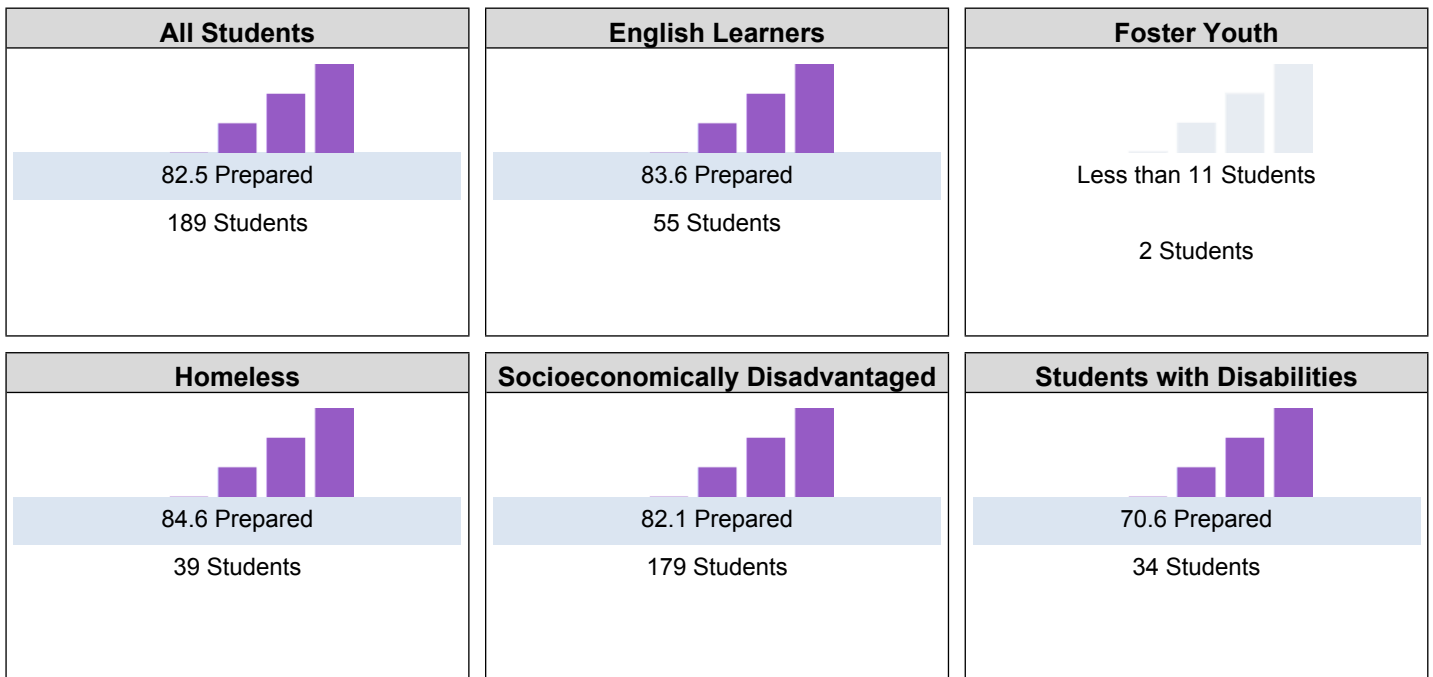 All Students
82.5 Prepared
189 Students
English Learners
83.6 Prepared
55 Students
Foster Youth
Less than 11 Students
2 Students
Homeless
84.6 Prepared
39 Students
Socioeconomically Disadvantaged
82.1 Prepared
179 Students
Students with Disabilities
70.6 Prepared
34 Students